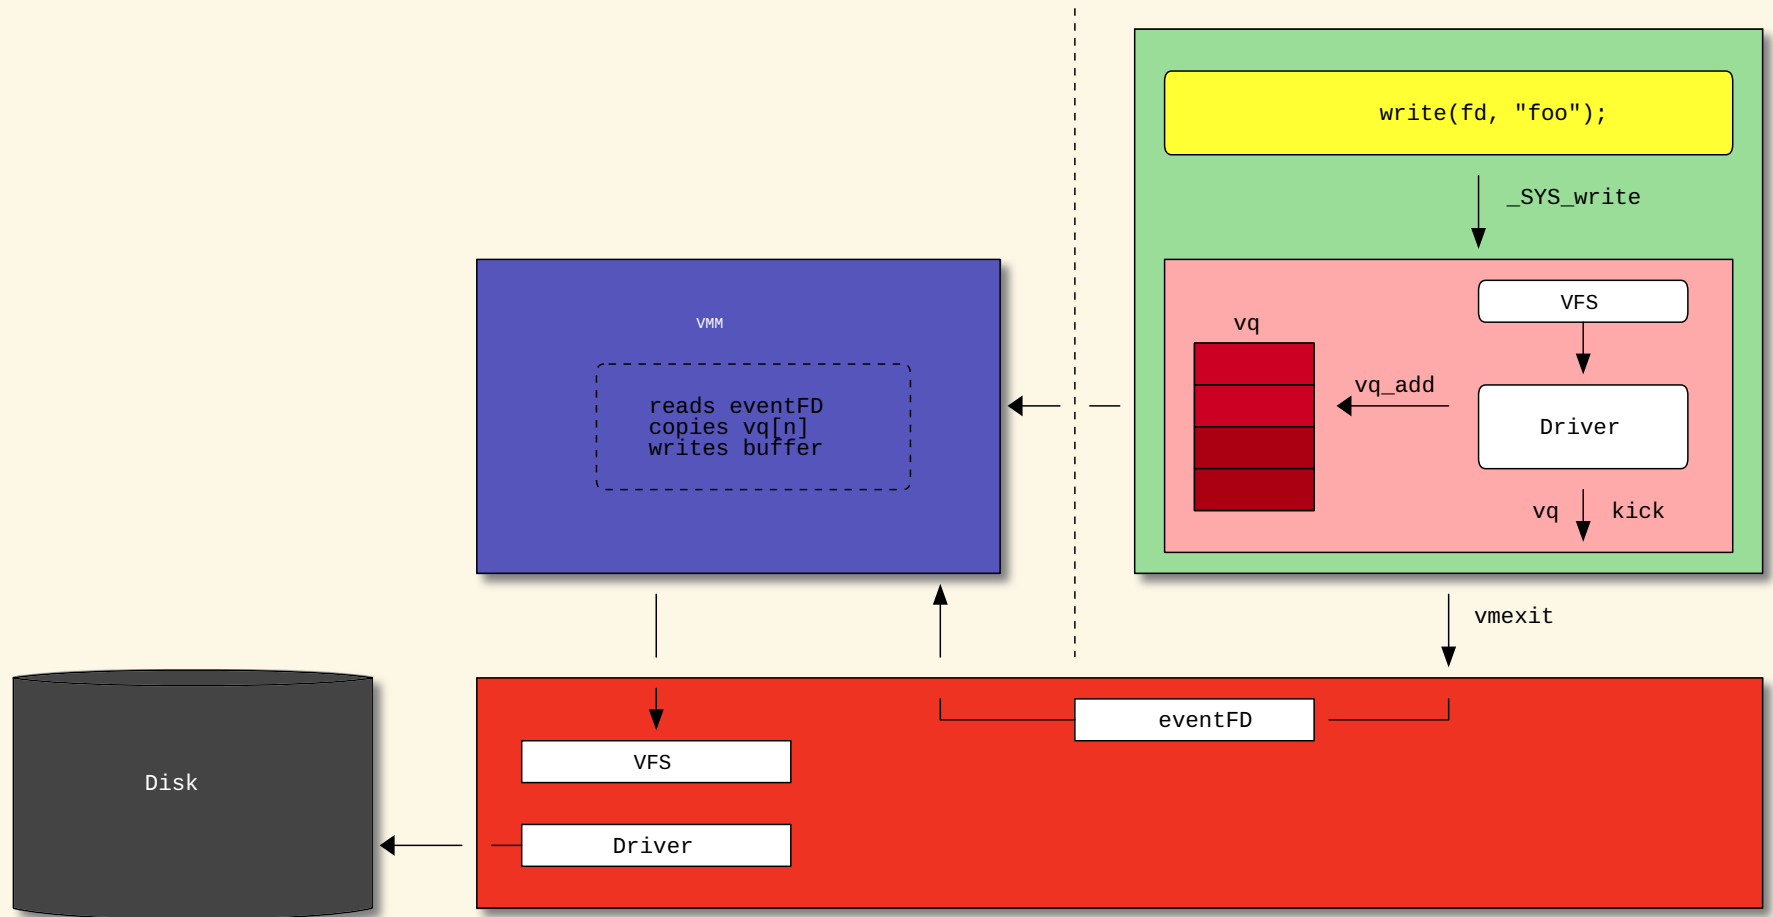 write(fd, "foo");
_SYS_write
VFS
vq
vq_add
Driver
vq kick
VMM
reads eventFD
copies vq[n]
writes buffer
vmexit
eventFD
VFS
Driver
Disk